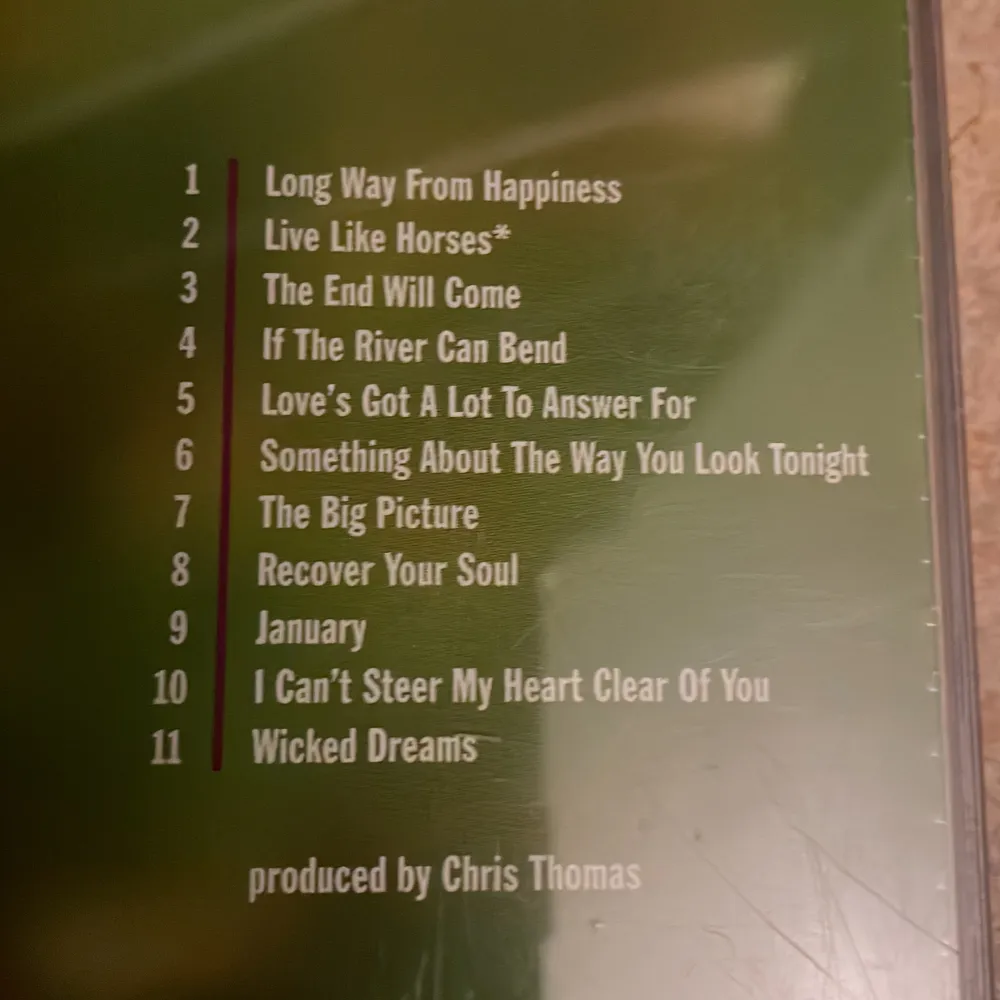 1 Long Way From Happiness
2 Live Like Horses*
3 The End Will Come
4 If The River Can Bend
5 Love's Got A Lot To Answer For
6 Something About The Way You Look Tonight
7 The Big Picture
8 Recover Your Soul
9 January
10 I Can't Steer My Heart Clear Of You
11 Wicked Dreams
produced by Chris Thomas